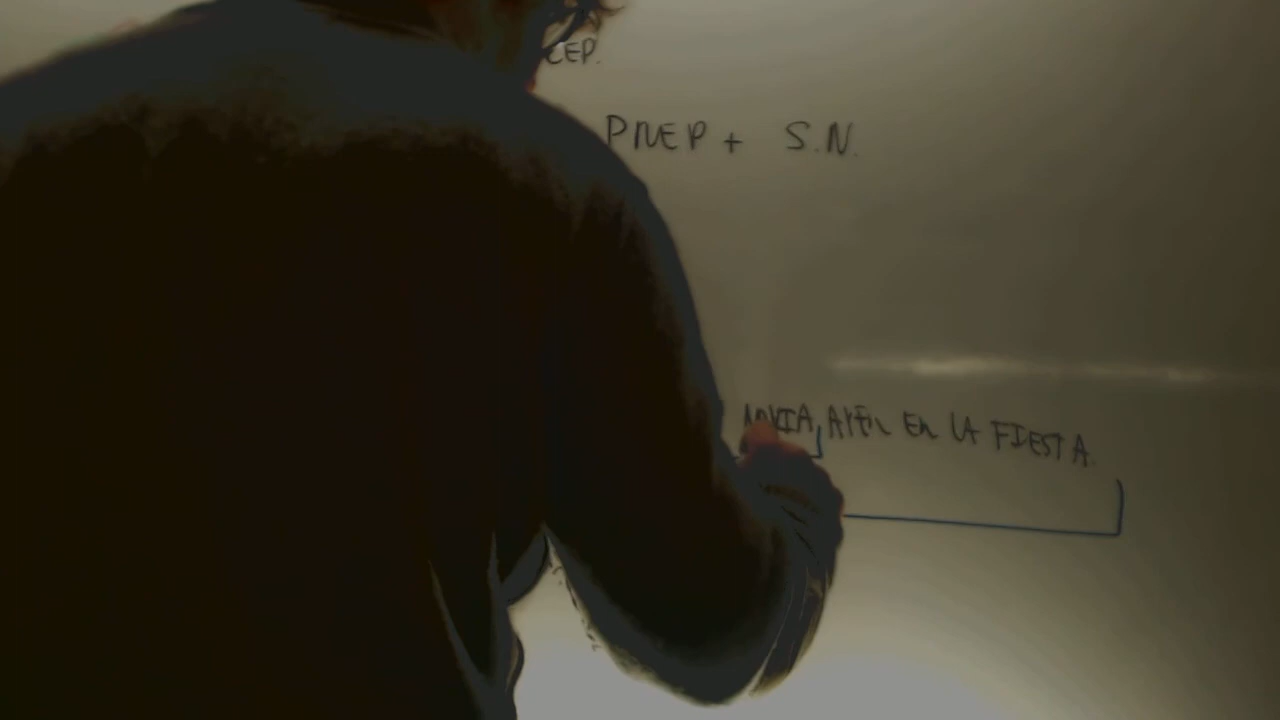 CEP.
PREP + S.N.
NOVIA AYER EN LA FIESTA.